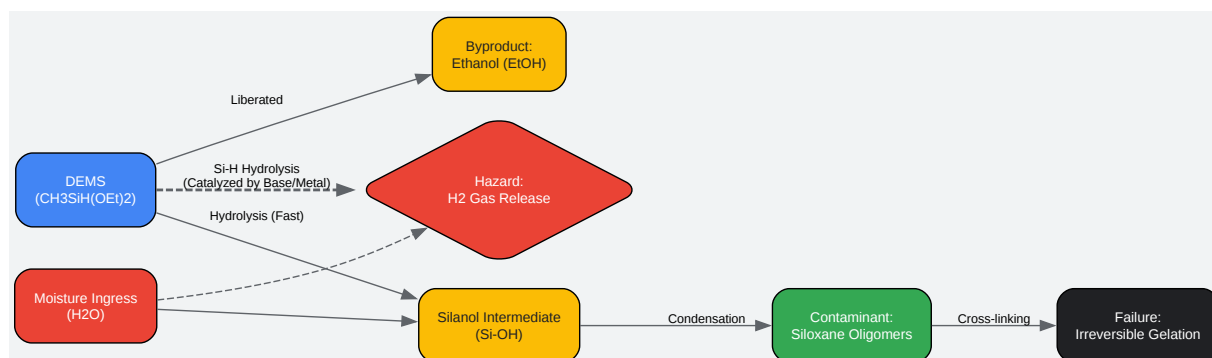 Byproduct:
Ethanol (EtOH)
Liberated
DEMS
(CH3SiH(OEt)2)
Si-H Hydrolysis
(Catalyzed by Base/Metal)
Hazard:
H2 Gas Release
Hydrolysis (Fast)
Moisture Ingress
(H2O)
Silanol Intermediate
(Si-OH)
Condensation
Contaminant:
Siloxane Oligomers
Cross-linking
Failure:
Irreversible Gelation